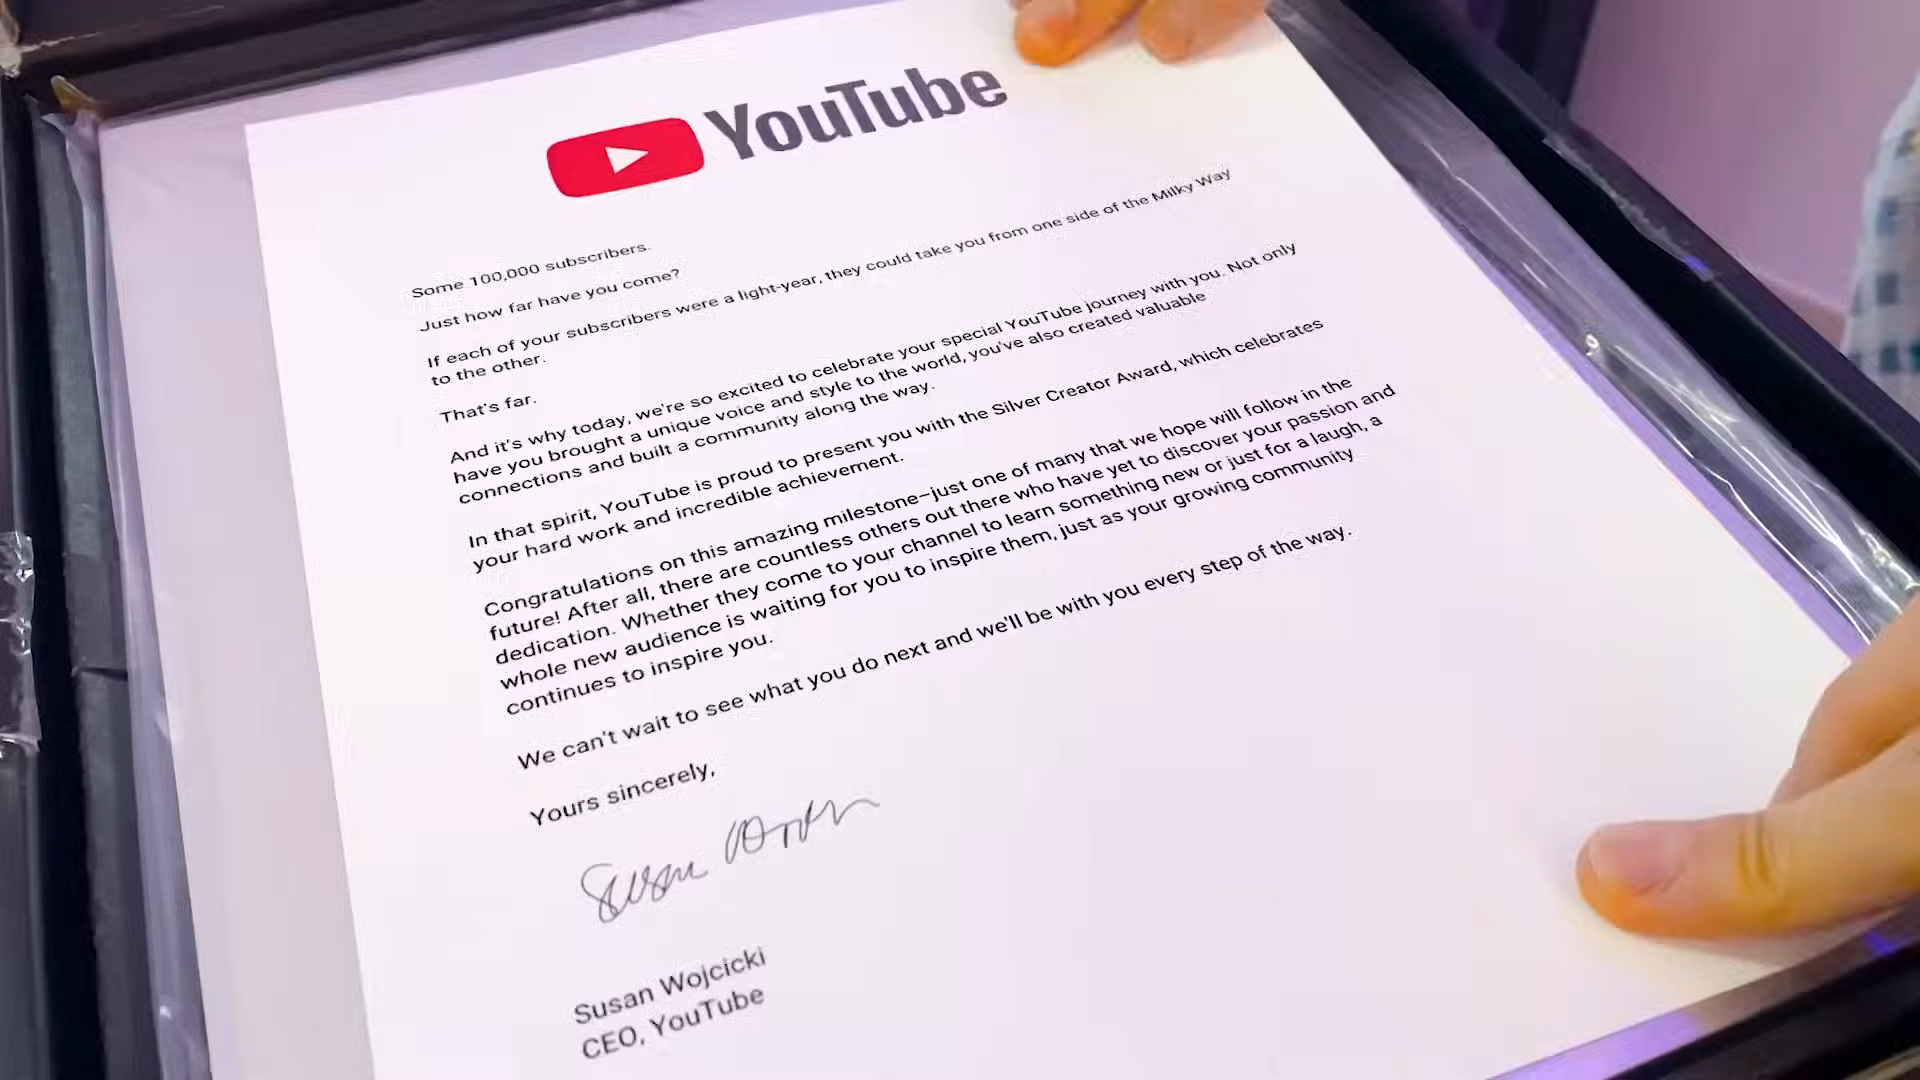 YouTube
Some 100,000 subscribers.
Just how far have you come?
If each of your subscribers were a light-year, they could take you from one side of the Milky Way
to the other.
That's far.
And it's why today, we're so excited to celebrate your special YouTube journey with you. Not only
have you brought a unique voice and style to the world, you've also created valuable
connections and built a community along the way.
In that spirit, YouTube is proud to present you with the Silver Creator Award, which celebrates
your hard work and incredible achievement.
Congratulations on this amazing milestone—just one of many that we hope will follow in the
future! After all, there are countless others out there who have yet to discover your passion and
dedication. Whether they come to your channel to learn something new or just for a laugh, a
whole new audience is waiting for you to inspire them, just as your growing community
continues to inspire you.
We can't wait to see what you do next and we'll be with you every step of the way.
Yours sincerely,
Susan Wojcicki
CEO, YouTube